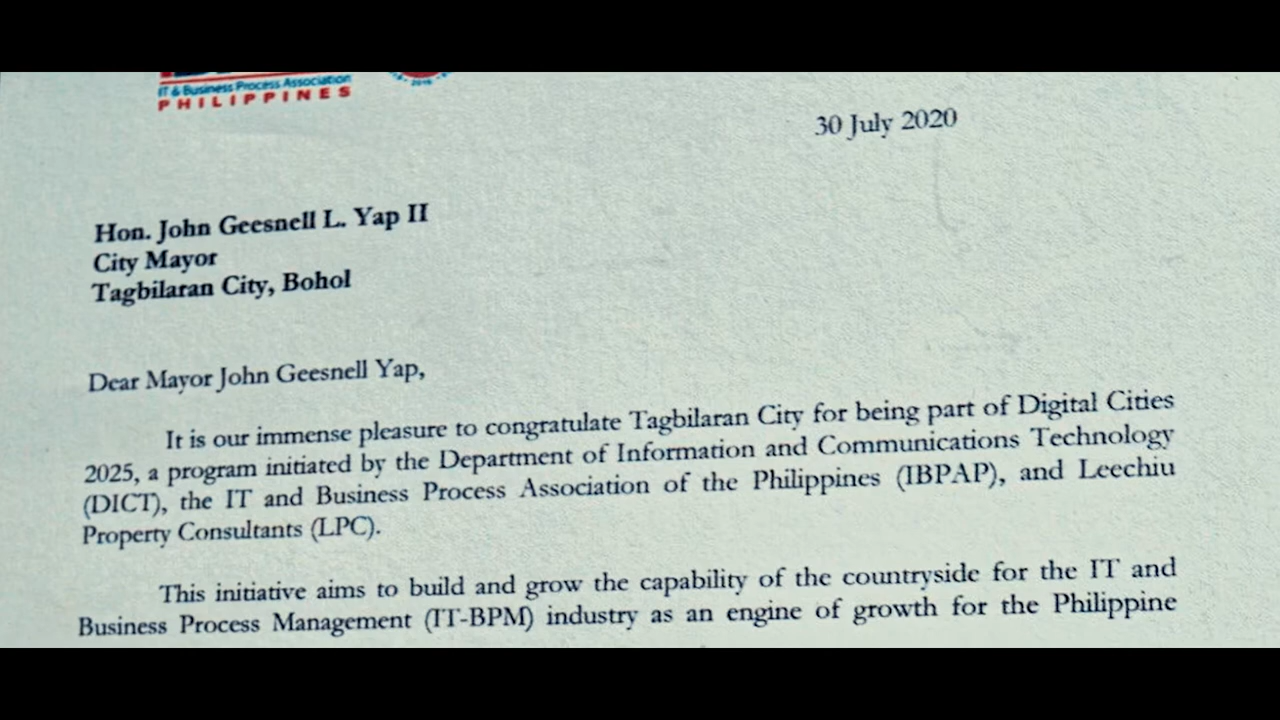 IT & Business Process Association
PHILIPPINES
2016
30 July 2020
Hon. John Geesnell L. Yap II
City Mayor
Tagbilaran City, Bohol
Dear Mayor John Geesnell Yap,
It is our immense pleasure to congratulate Tagbilaran City for being part of Digital Cities
2025, a program initiated by the Department of Information and Communications Technology
(DICT), the IT and Business Process Association of the Philippines (IBPAP), and Leechiu
Property Consultants (LPC).
This initiative aims to build and grow the capability of the countryside for the IT and
Business Process Management (IT-BPM) industry as an engine of growth for the Philippine